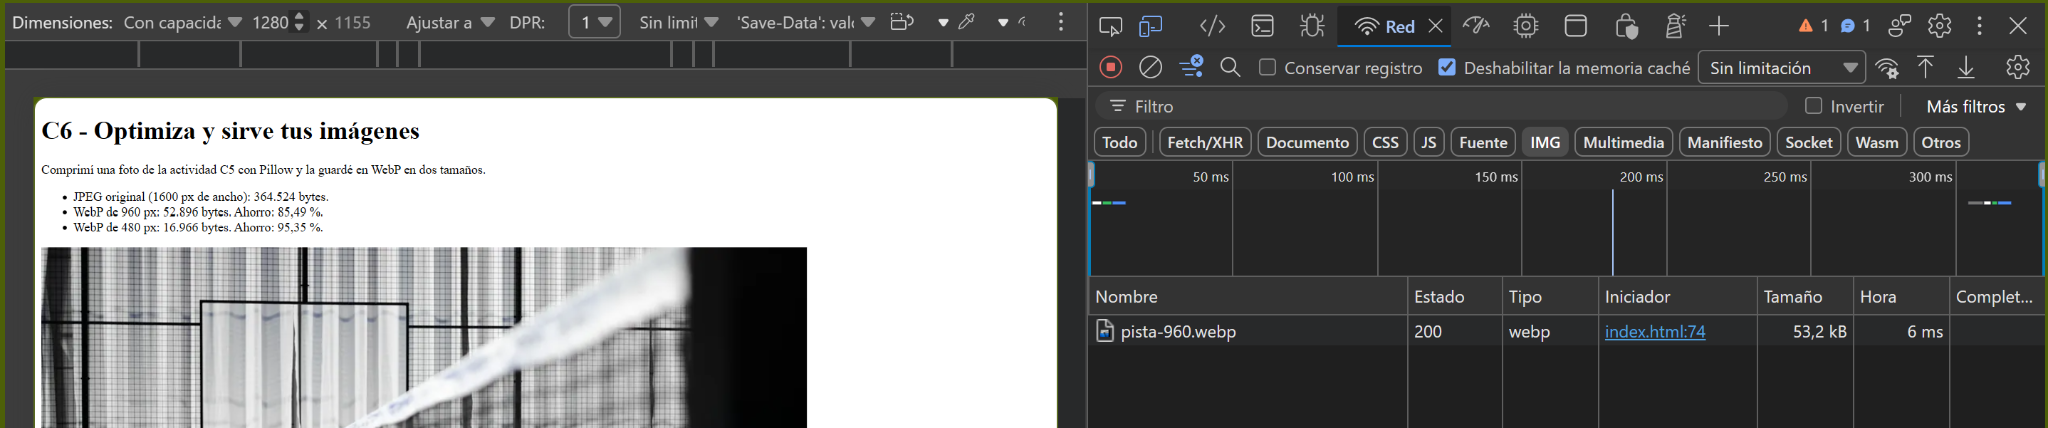 Dimensiones: Con capacida 1280 × 1155 Ajustar a DPR: 1 Sin limit 'Save-Data': val
Red 1 1
Conservar registro Deshabilitar la memoria caché Sin limitación
Filtro Invertir Más filtros
Todo Fetch/XHR Documento CSS JS Fuente IMG Multimedia Manifiesto Socket Wasm Otros
50 ms 100 ms 150 ms 200 ms 250 ms 300 ms
Nombre Estado Tipo Iniciador Tamaño Hora Complet...
pista-960.webp 200 webp index.html:74 53,2 kB 6 ms
C6 - Optimiza y sirve tus imágenes
Comprimí una foto de la actividad C5 con Pillow y la guardé en WebP en dos tamaños.
• JPEG original (1600 px de ancho): 364.524 bytes.
• WebP de 960 px: 52.896 bytes. Ahorro: 85,49 %.
• WebP de 480 px: 16.966 bytes. Ahorro: 95,35 %.